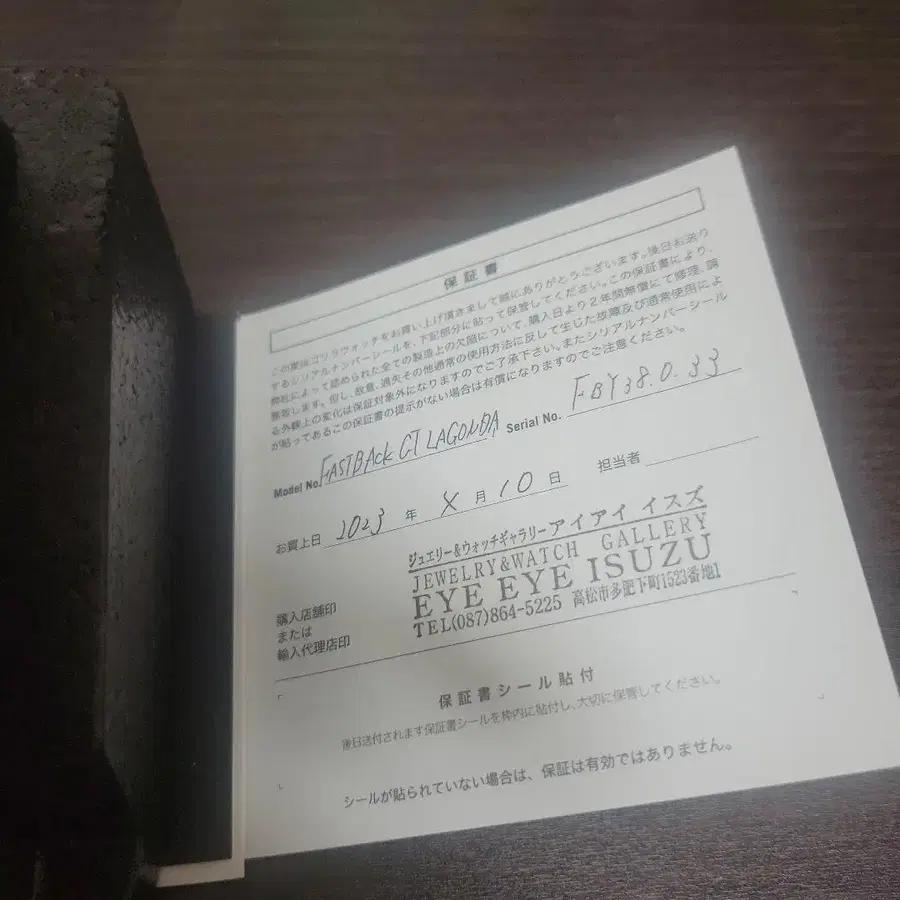 保証書
この度はゴリラウォッチをお買い上げ頂きまして誠にありがとうございます。後日お送り
するシリアルナンバーシールを、下記部分に貼って保管してください。この保証書により、
弊社によって認められた全ての製造上の欠陥について、購入日より2年間無償にて修理、調
整致します。但し、故意、過失その他通常の使用方法に反して生じた故障及び通常使用によ
る外観上の変化は保証対象外になりますのでご了承下さい。またシリアルナンバーシール
が貼ってあるこの保証書の提示がない場合は有償になりますのでご注意ください。
Model No. FASTBACK GT LAGONDA Serial No. FBY38.0.33
お買上日 2023 年 X 月 10 日 担当者
ジュエリー&ウォッチギャラリーアイアイ イスズ
JEWELRY&WATCH GALLERY
EYE EYE ISUZU
TEL(087)864-5225 高松市多肥下町1523番地1
購入店舗印
または
輸入代理店印
保証書シール貼付
後日送付されます保証書シールを枠内に貼付し、大切に保管してください。
シールが貼られていない場合は、保証は有効ではありません。